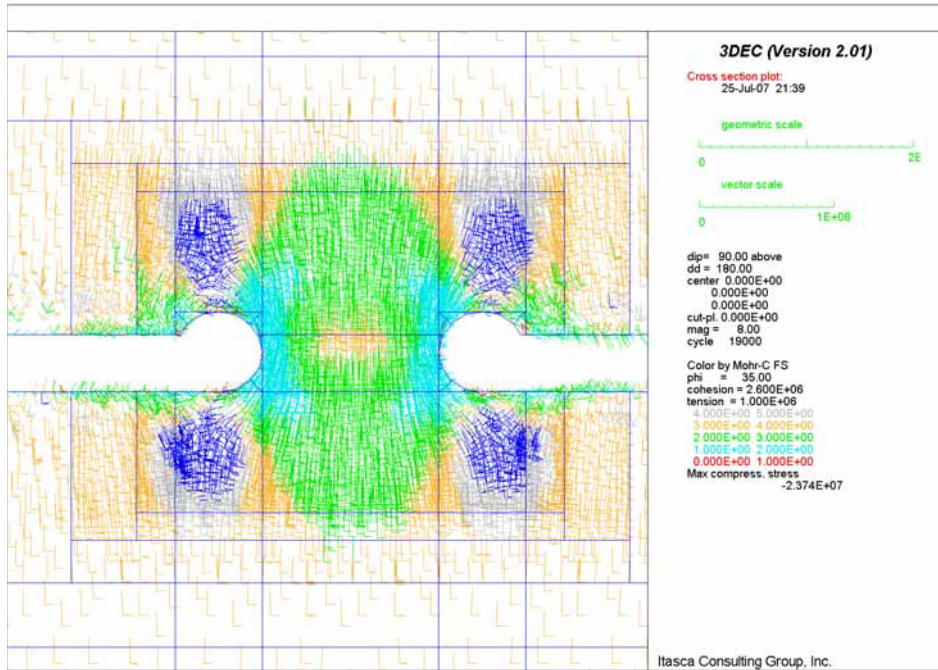 3DEC (Version 2.01)
Cross section plot:
25-Jul-07 21:39
geometric scale
0 2E
vector scale
0 1E+06
dip= 90.00 above
dd = 180.00
center 0.000E+00
0.000E+00
0.000E+00
cut-pl. 0.000E+00
mag = 8.00
cycle 19000
Color by Mohr-C FS
phi = 35.00
cohesion = 2.600E+06
tension = 1.000E+06
4.000E+00 5.000E+00
3.000E+00 4.000E+00
2.000E+00 3.000E+00
1.000E+00 2.000E+00
0.000E+00 1.000E+00
Max compress. stress
-2.374E+07
Itasca Consulting Group, Inc.